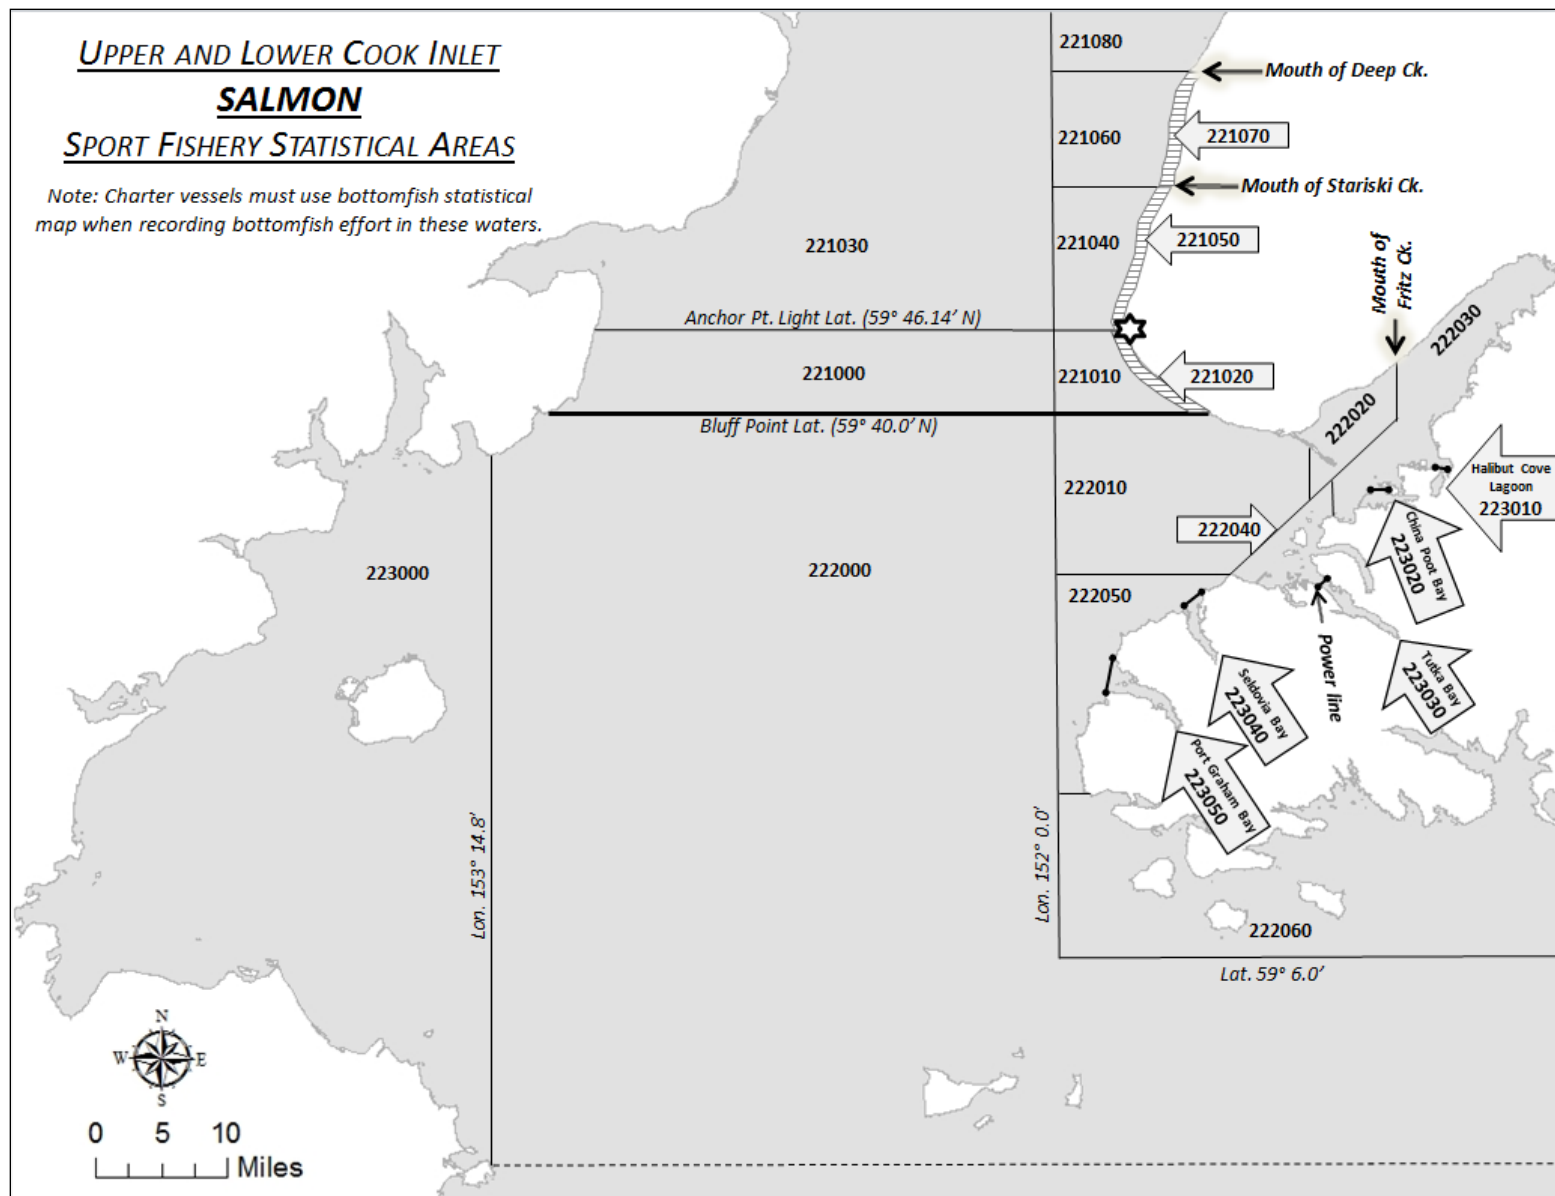 UPPER AND LOWER COOK INLET
SALMON
SPORT FISHERY STATISTICAL AREAS
Note: Charter vessels must use bottomfish statistical
map when recording bottomfish effort in these waters.
221080
Mouth of Deep Ck.
221060
221070
Mouth of Stariski Ck.
221030
221040
221050
Mouth of
Fritz Ck.
Anchor Pt. Light Lat. (59° 46.14' N)
222030
221000
221010
221020
Bluff Point Lat. (59° 40.0' N)
222020
222010
Halibut Cove
Lagoon
223010
222040
China Poot Bay
223020
223000
222000
222050
Power line
Tutka Bay
223030
Seldovia Bay
223040
Port Graham Bay
223050
Lon. 153° 14.8'
Lon. 152° 0.0'
222060
Lat. 59° 6.0'
N
W
E
S
0 5 10
Miles